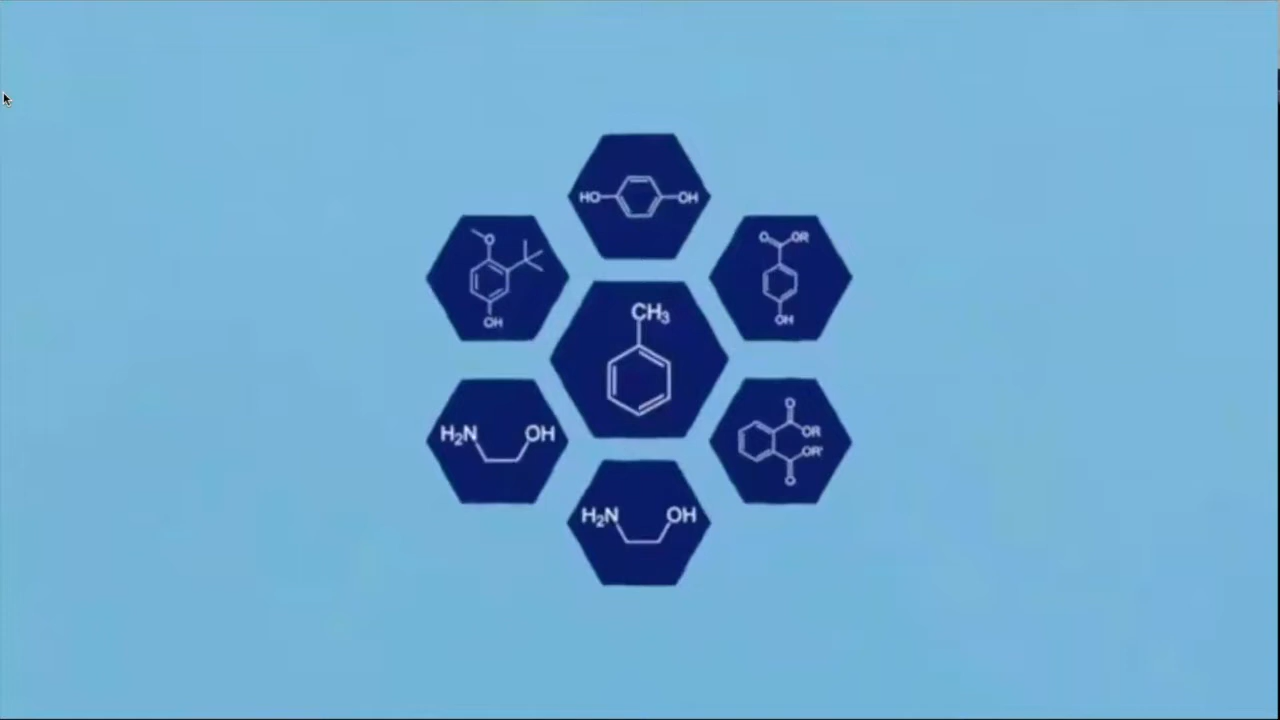 HO OH
O OR
O
OH
OH
CH₃
O
OR
OR'
O
H₂N OH
H₂N OH